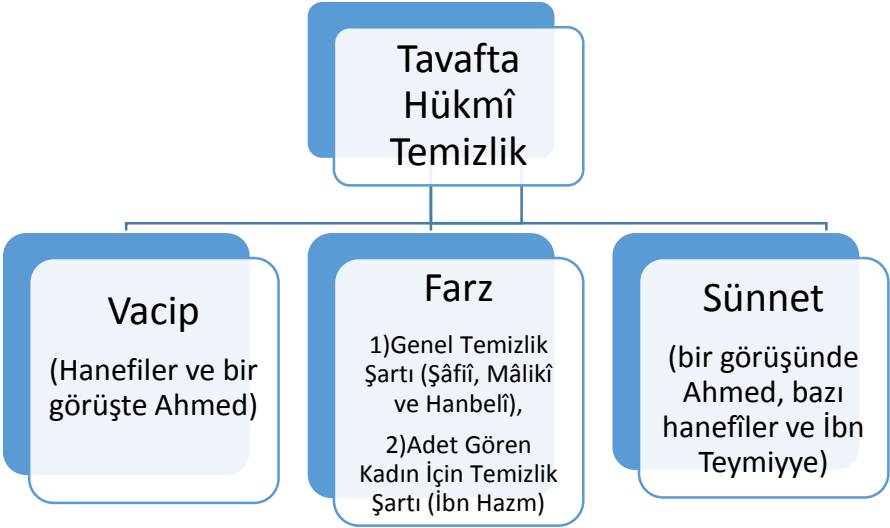 Tavafta
Hükmî
Temizlik
Vacip
(Hanefiler ve bir
görüşte Ahmed)
Farz
1)Genel Temizlik
Şartı (Şâfiî, Mâlikî
ve Hanbelî),
2)Adet Gören
Kadın İçin Temizlik
Şartı (İbn Hazm)
Sünnet
(bir görüşünde
Ahmed, bazı
hanefîler ve İbn
Teymiyye)